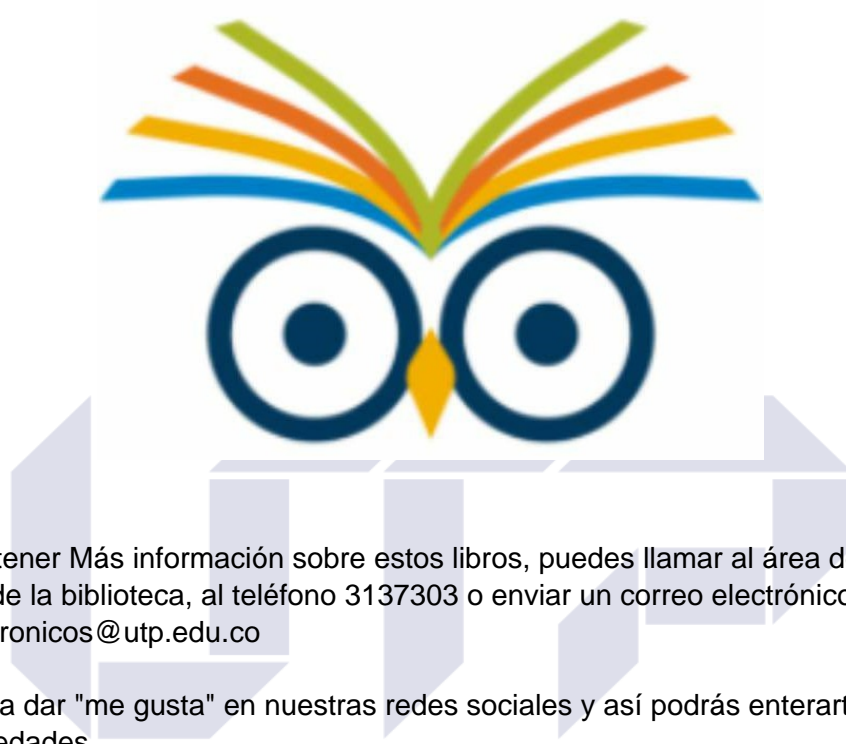 tener Más información sobre estos libros, puedes llamar al área d
de la biblioteca, al teléfono 3137303 o enviar un correo electrónico
ronicos@utp.edu.co
a dar "me gusta" en nuestras redes sociales y así podrás enterart
edades